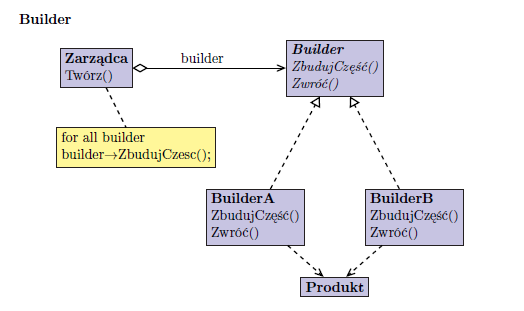 Builder
Zarządca
Twórz()
builder
Builder
ZbudujCzęść()
Zwróć()
for all builder
builder→ZbudujCzesc();
BuilderA
ZbudujCzęść()
Zwróć()
BuilderB
ZbudujCzęść()
Zwróć()
Produkt